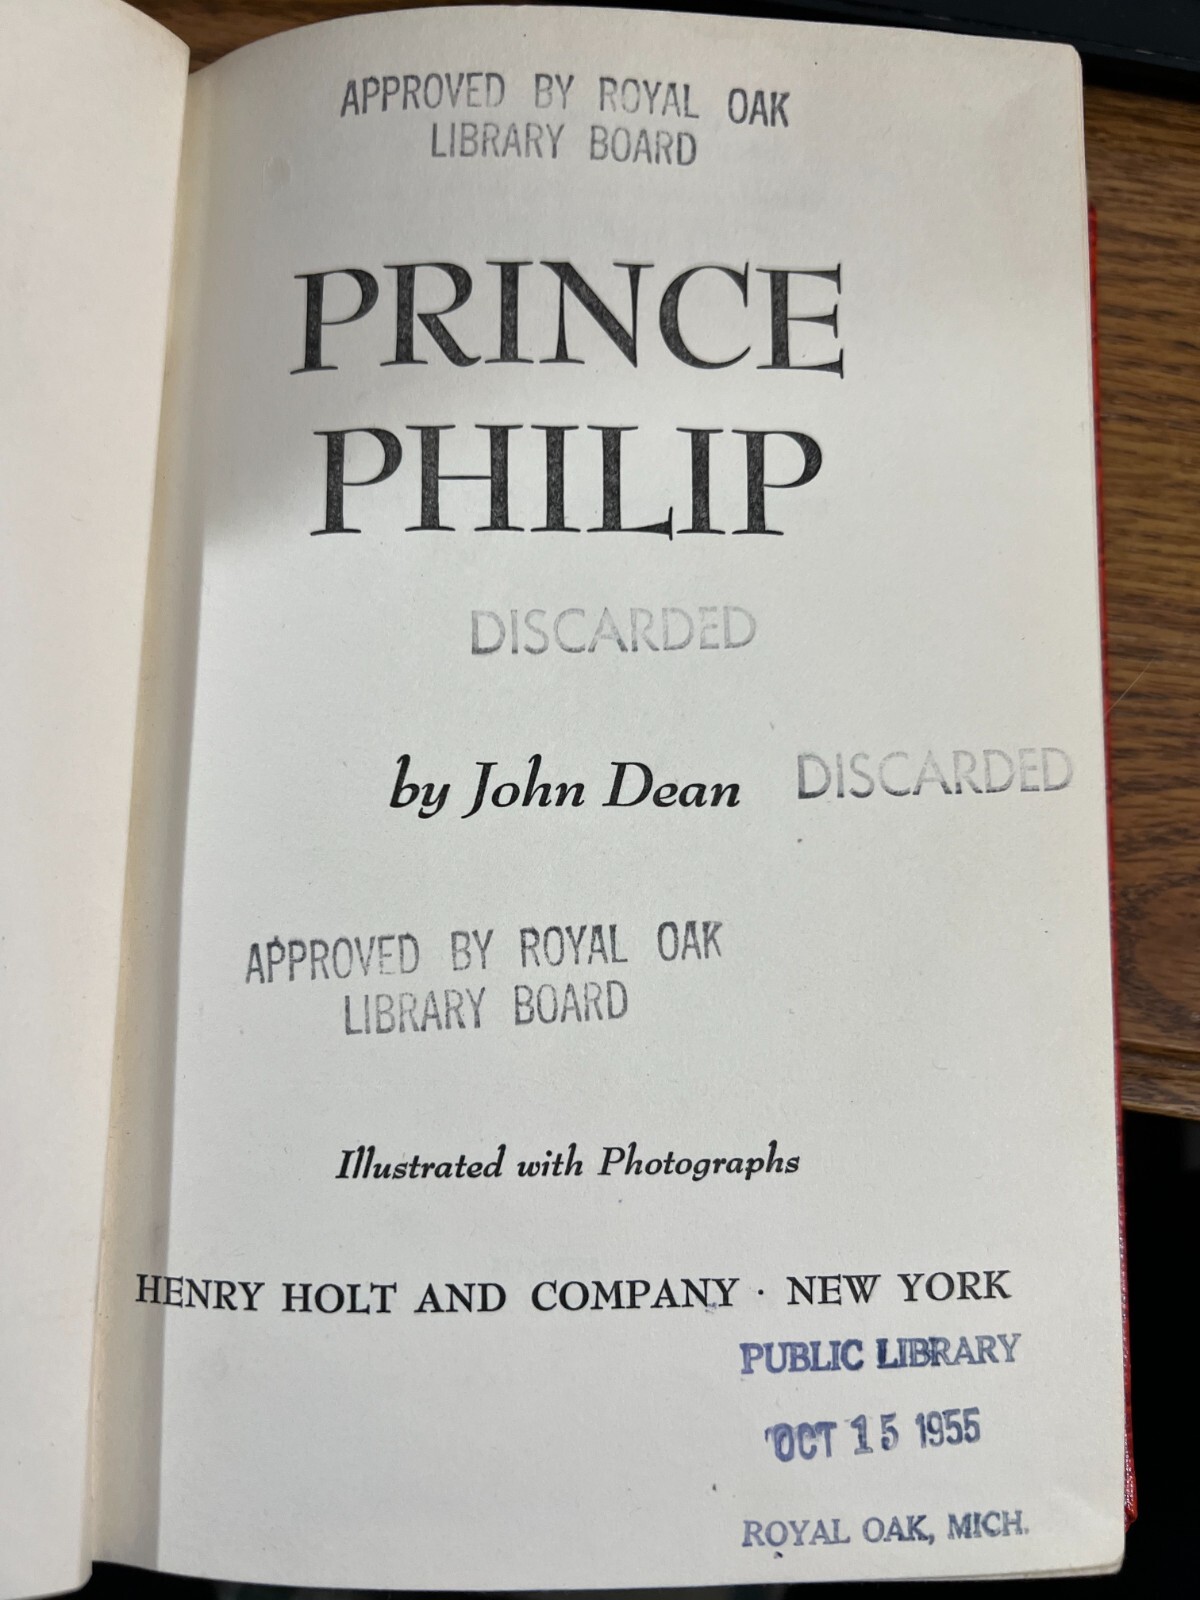 APPROVED BY ROYAL OAK
LIBRARY BOARD
PRINCE
PHILIP
DISCARDED
by John Dean
DISCARDED
APPROVED BY ROYAL OAK
LIBRARY BOARD
Illustrated with Photographs
HENRY HOLT AND COMPANY · NEW YORK
PUBLIC LIBRARY
OCT 15 1955
ROYAL OAK, MICH.